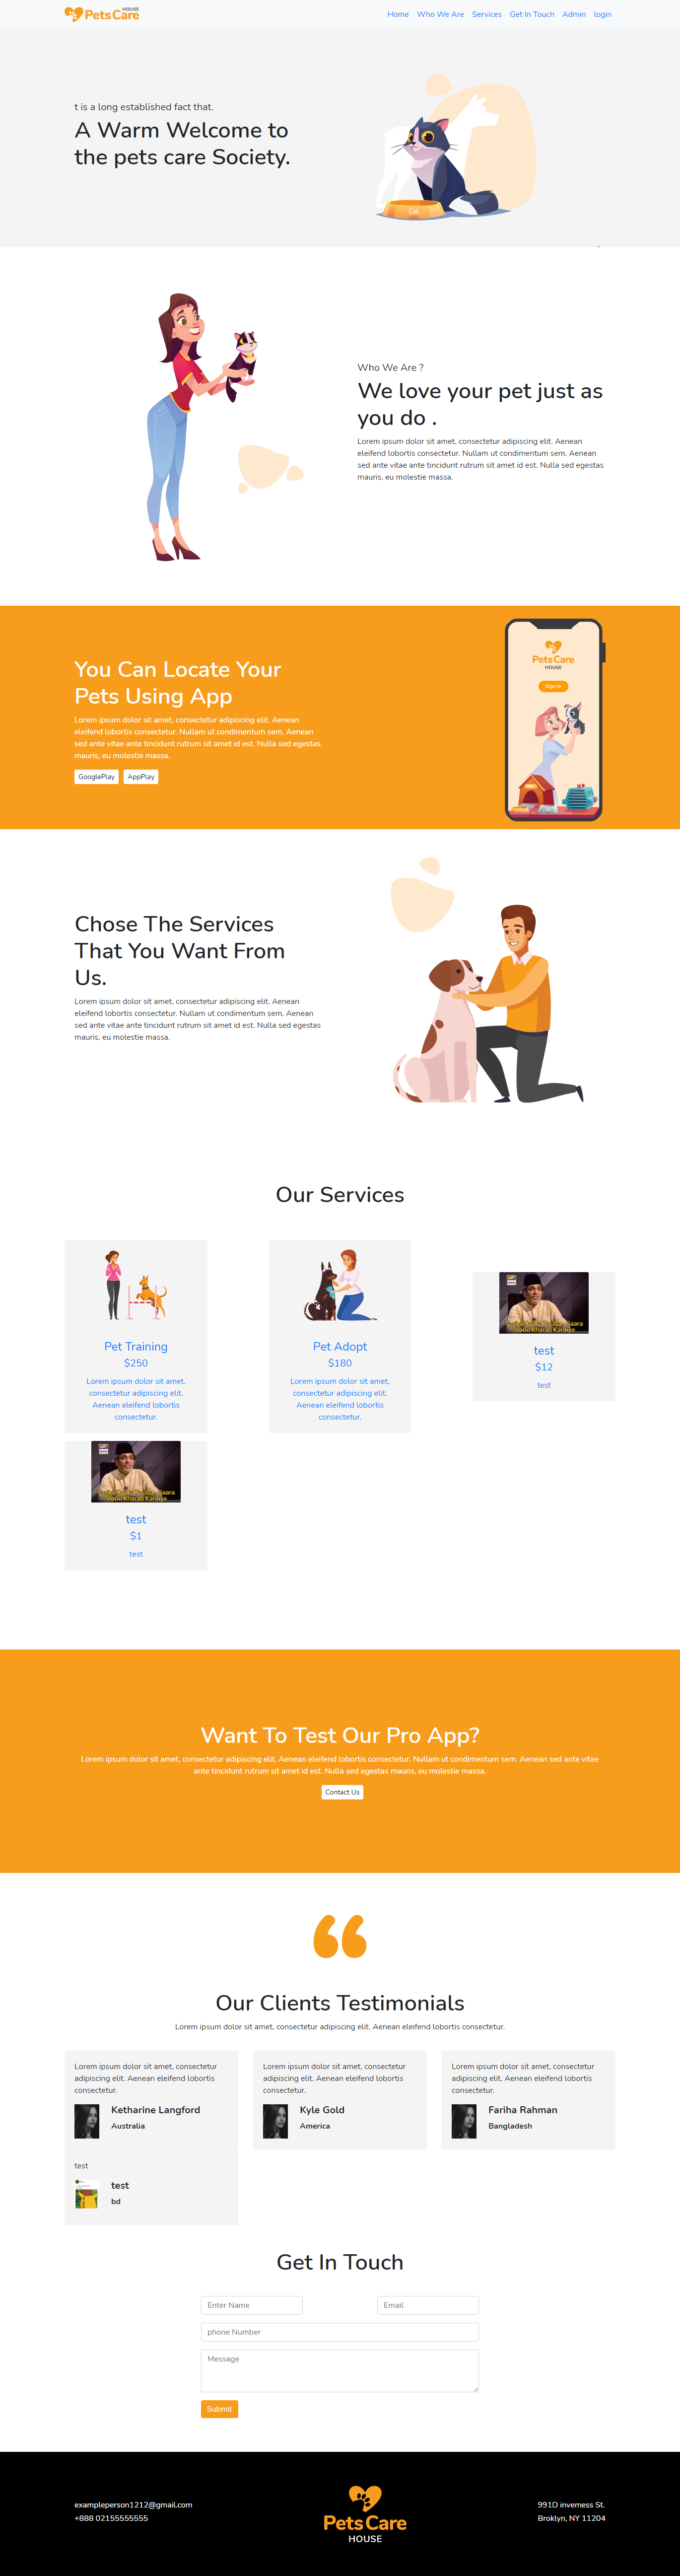 PetsCare
HOUSE
Home Who We Are Services Get In Touch Admin login
t is a long established fact that.
A Warm Welcome to
the pets care Society.
Cat
Who We Are ?
We love your pet just as
you do .
Lorem ipsum dolor sit amet, consectetur adipiscing elit. Aenean
eleifend lobortis consectetur. Nullam ut condimentum sem. Aenean
sed ante vitae ante tincidunt rutrum sit amet id est. Nulla sed egestas
mauris, eu molestie massa.
You Can Locate Your
Pets Using App
Lorem ipsum dolor sit amet, consectetur adipiscing elit. Aenean
eleifend lobortis consectetur. Nullam ut condimentum sem. Aenean
sed ante vitae ante tincidunt rutrum sit amet id est. Nulla sed egestas
mauris, eu molestie massa.
GooglePlay AppPlay
PetsCare
HOUSE
Sign In
Chose The Services
That You Want From
Us.
Lorem ipsum dolor sit amet, consectetur adipiscing elit. Aenean
eleifend lobortis consectetur. Nullam ut condimentum sem. Aenean
sed ante vitae ante tincidunt rutrum sit amet id est. Nulla sed egestas
mauris, eu molestie massa.
Our Services
Pet Training
$250
Lorem ipsum dolor sit amet,
consectetur adipiscing elit.
Aenean eleifend lobortis
consectetur.
Pet Adopt
$180
Lorem ipsum dolor sit amet,
consectetur adipiscing elit.
Aenean eleifend lobortis
consectetur.
Saara
Mood Kharab Kardiya
test
$12
test
Saara
Mood Kharab Kardiya
test
$1
test
Want To Test Our Pro App?
Lorem ipsum dolor sit amet, consectetur adipiscing elit. Aenean eleifend lobortis consectetur. Nullam ut condimentum sem. Aenean sed ante vitae
ante tincidunt rutrum sit amet id est. Nulla sed egestas mauris, eu molestie massa.
Contact Us
Our Clients Testimonials
Lorem ipsum dolor sit amet, consectetur adipiscing elit. Aenean eleifend lobortis consectetur.
Lorem ipsum dolor sit amet, consectetur
adipiscing elit. Aenean eleifend lobortis
consectetur.
Ketharine Langford
Australia
Lorem ipsum dolor sit amet, consectetur
adipiscing elit. Aenean eleifend lobortis
consectetur.
Kyle Gold
America
Lorem ipsum dolor sit amet, consectetur
adipiscing elit. Aenean eleifend lobortis
consectetur.
Fariha Rahman
Bangladesh
test
test
bd
Get In Touch
Enter Name
Email
phone Number
Message
Submit
exampleperson1212@gmail.com
+888 02155555555
PetsCare
HOUSE
991D invemess St.
Broklyn, NY 11204